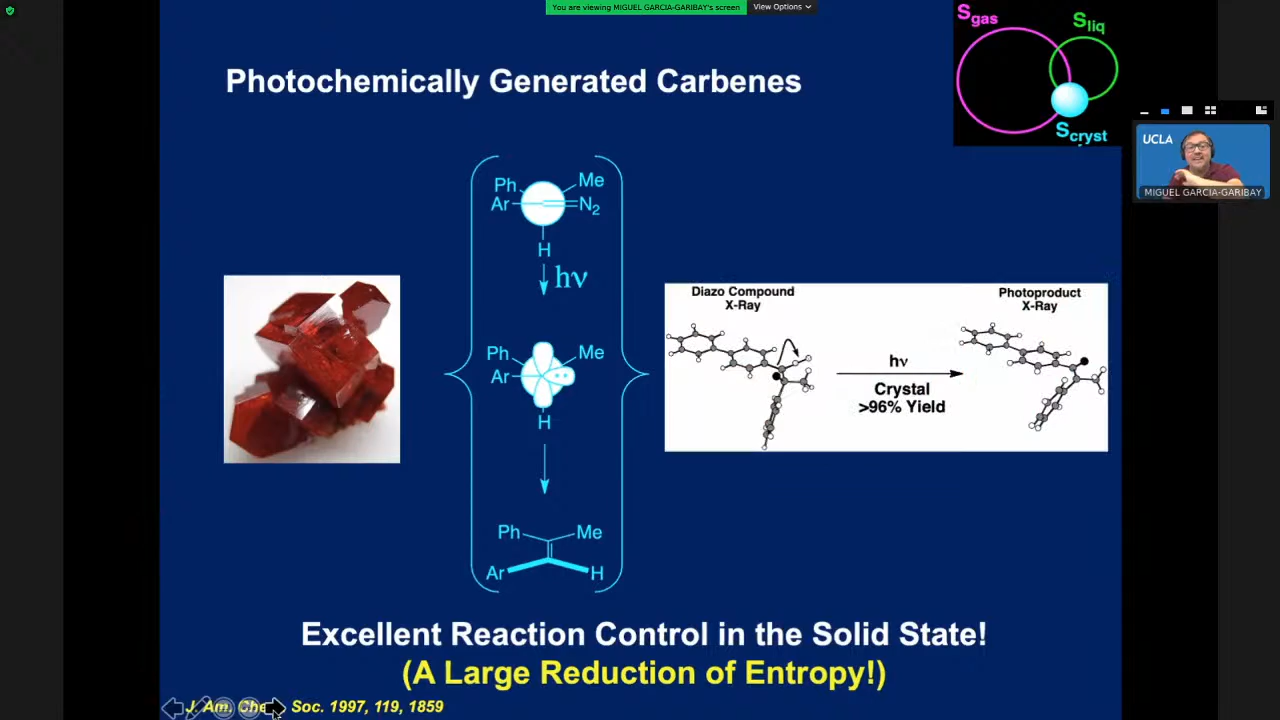 You are viewing MIGUEL GARCIA-GARIBAY's screen
View Options
Sgas
Sliq
Scryst
Photochemically Generated Carbenes
UCLA
MIGUEL GARCIA-GARIBAY
Ph
Me
Ar
N2
H
hν
Ph
Me
Ar
H
Ph
Me
Ar
H
Diazo Compound
X-Ray
hν
Crystal
>96% Yield
Photoproduct
X-Ray
Excellent Reaction Control in the Solid State!
(A Large Reduction of Entropy!)
J. Am. Che Soc. 1997, 119, 1859